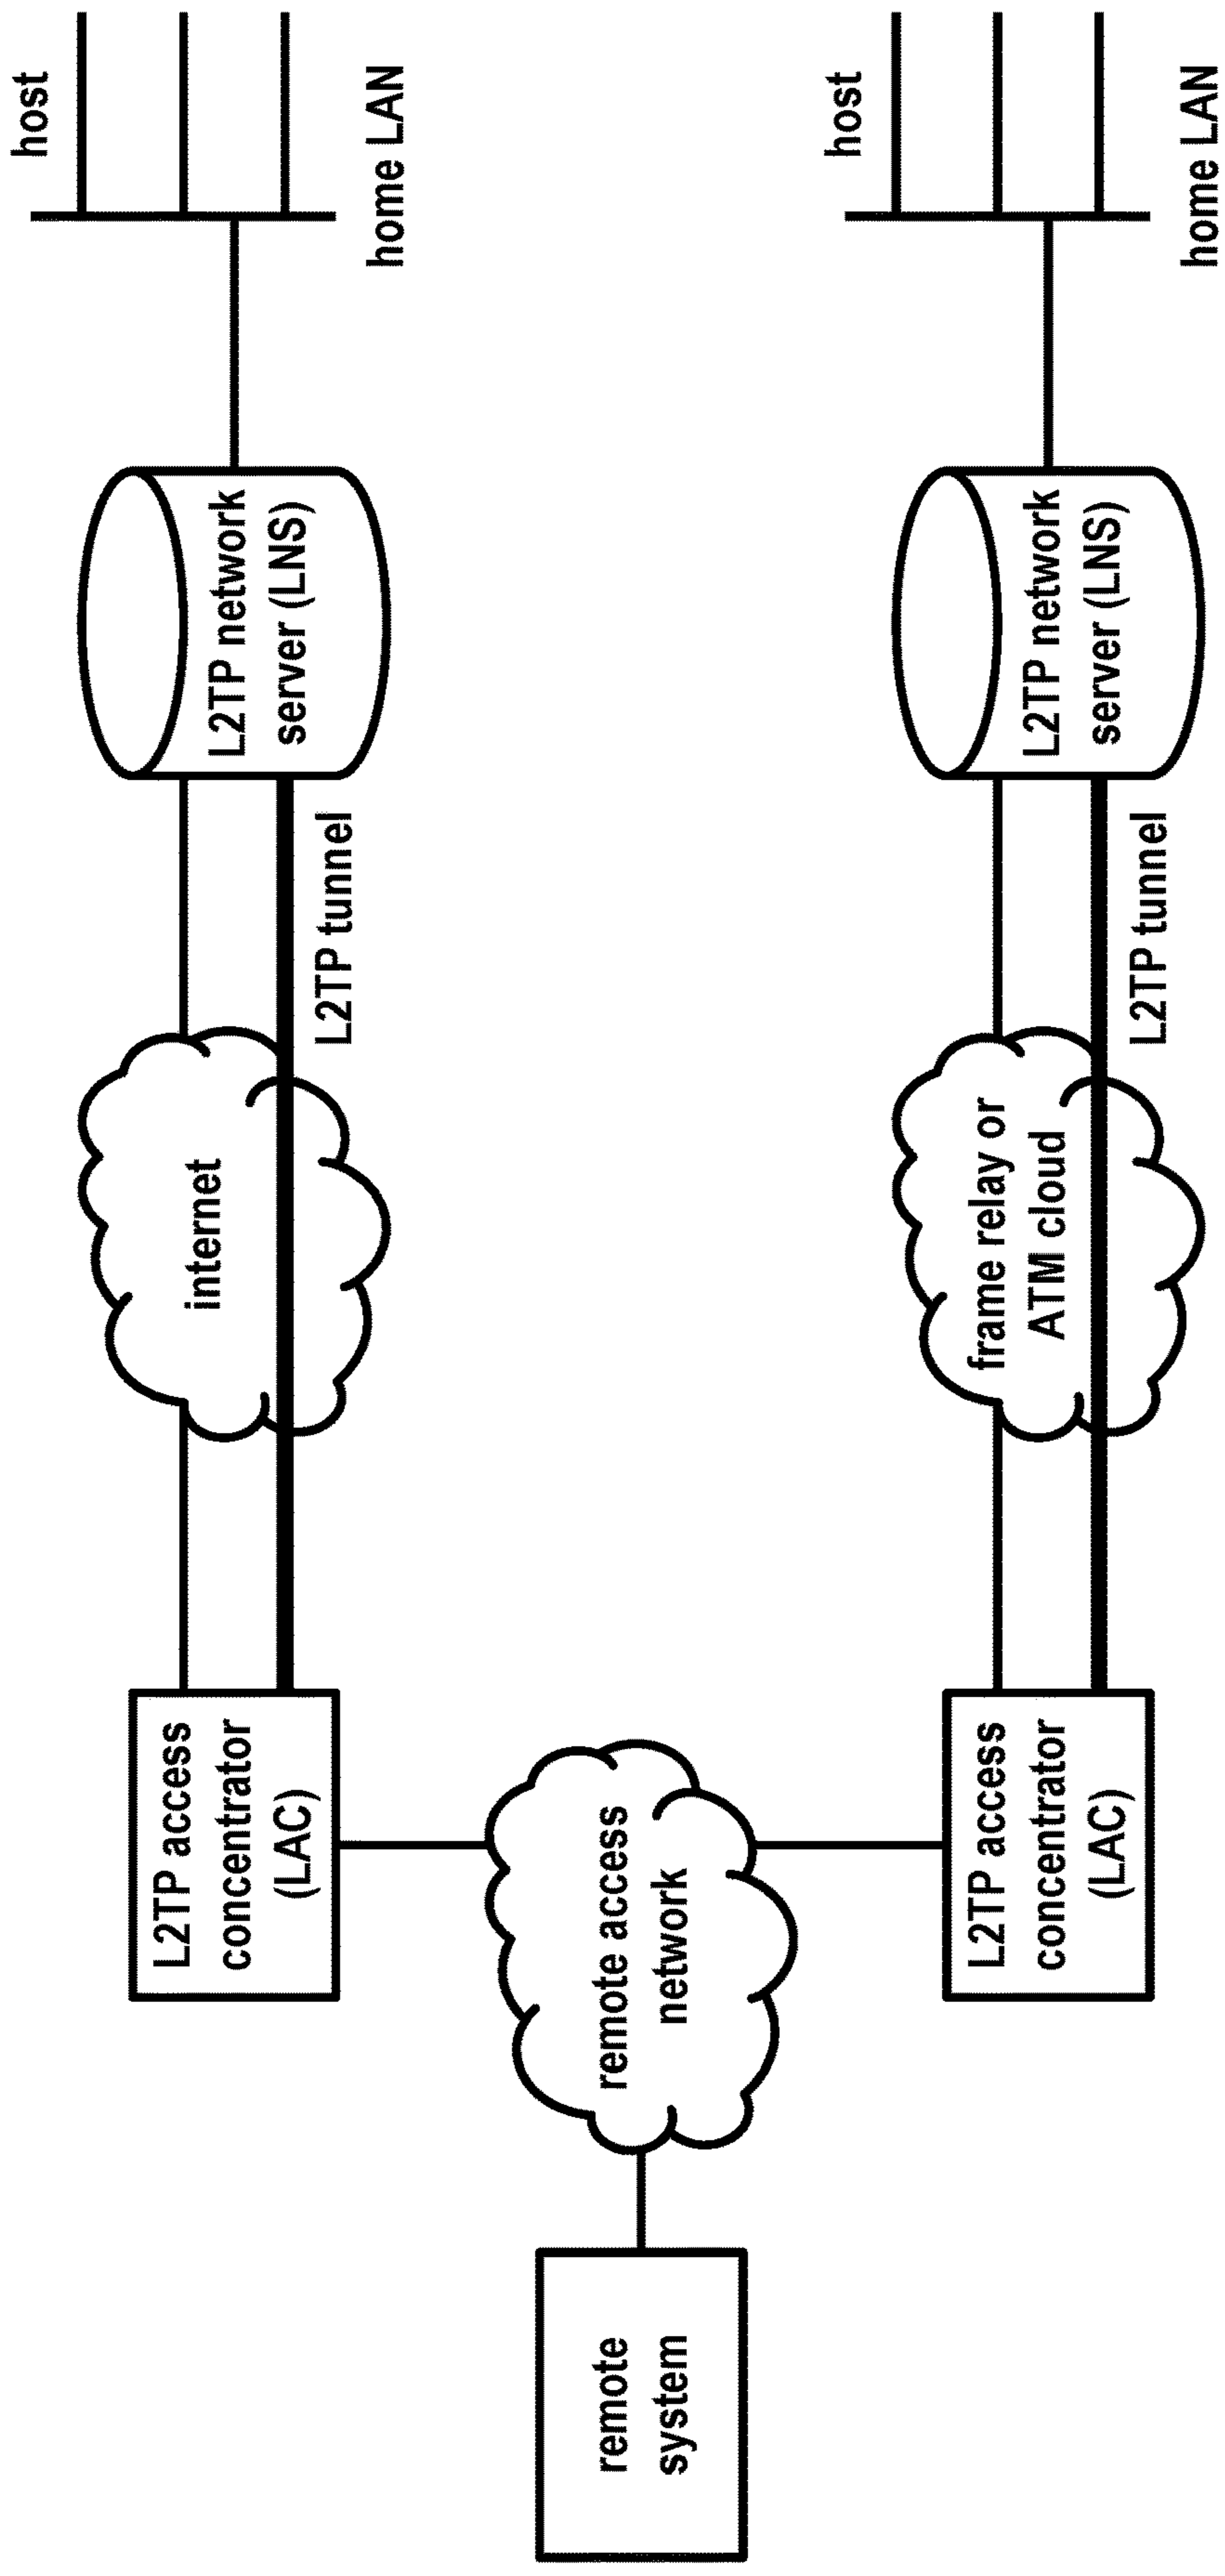 remote
system
remote access
network
L2TP access
concentrator
(LAC)
internet
L2TP tunnel
L2TP network
server (LNS)
host
home LAN
L2TP access
concentrator
(LAC)
frame relay or
ATM cloud
L2TP tunnel
L2TP network
server (LNS)
host
home LAN